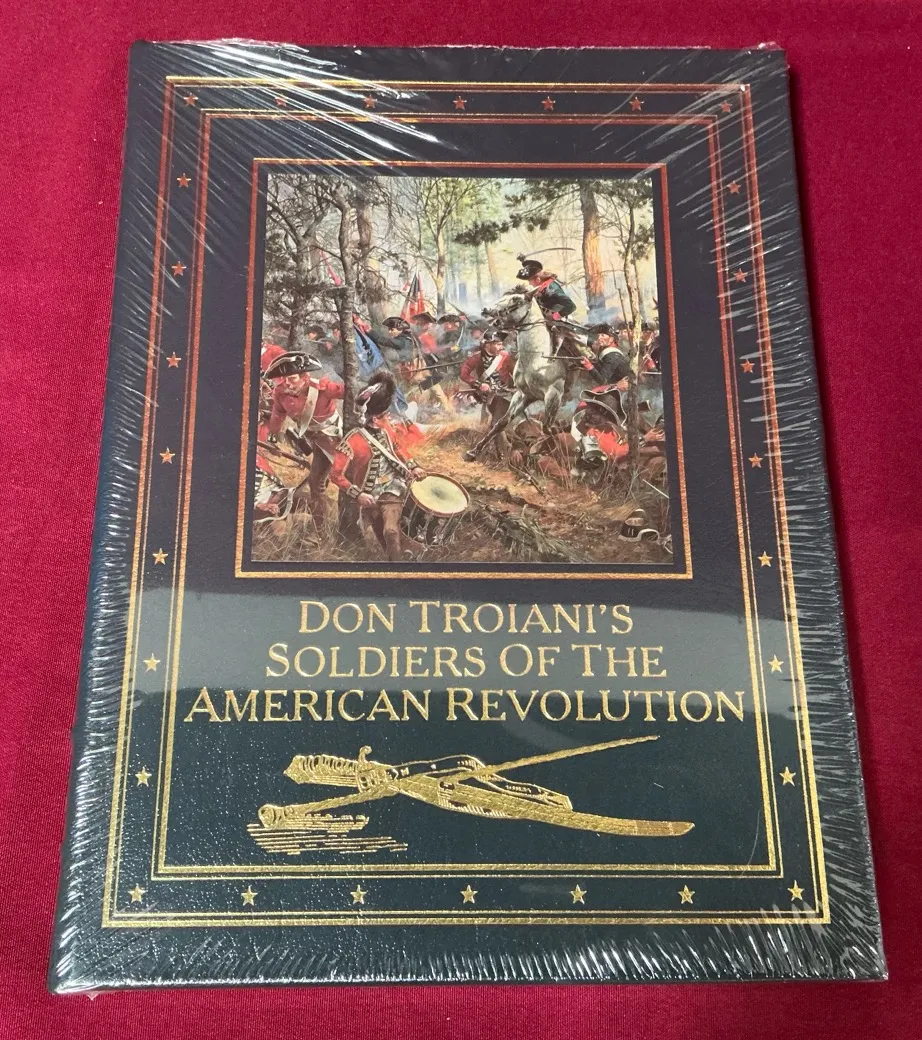 DON TROIANI'S
SOLDIERS OF THE
AMERICAN REVOLUTION